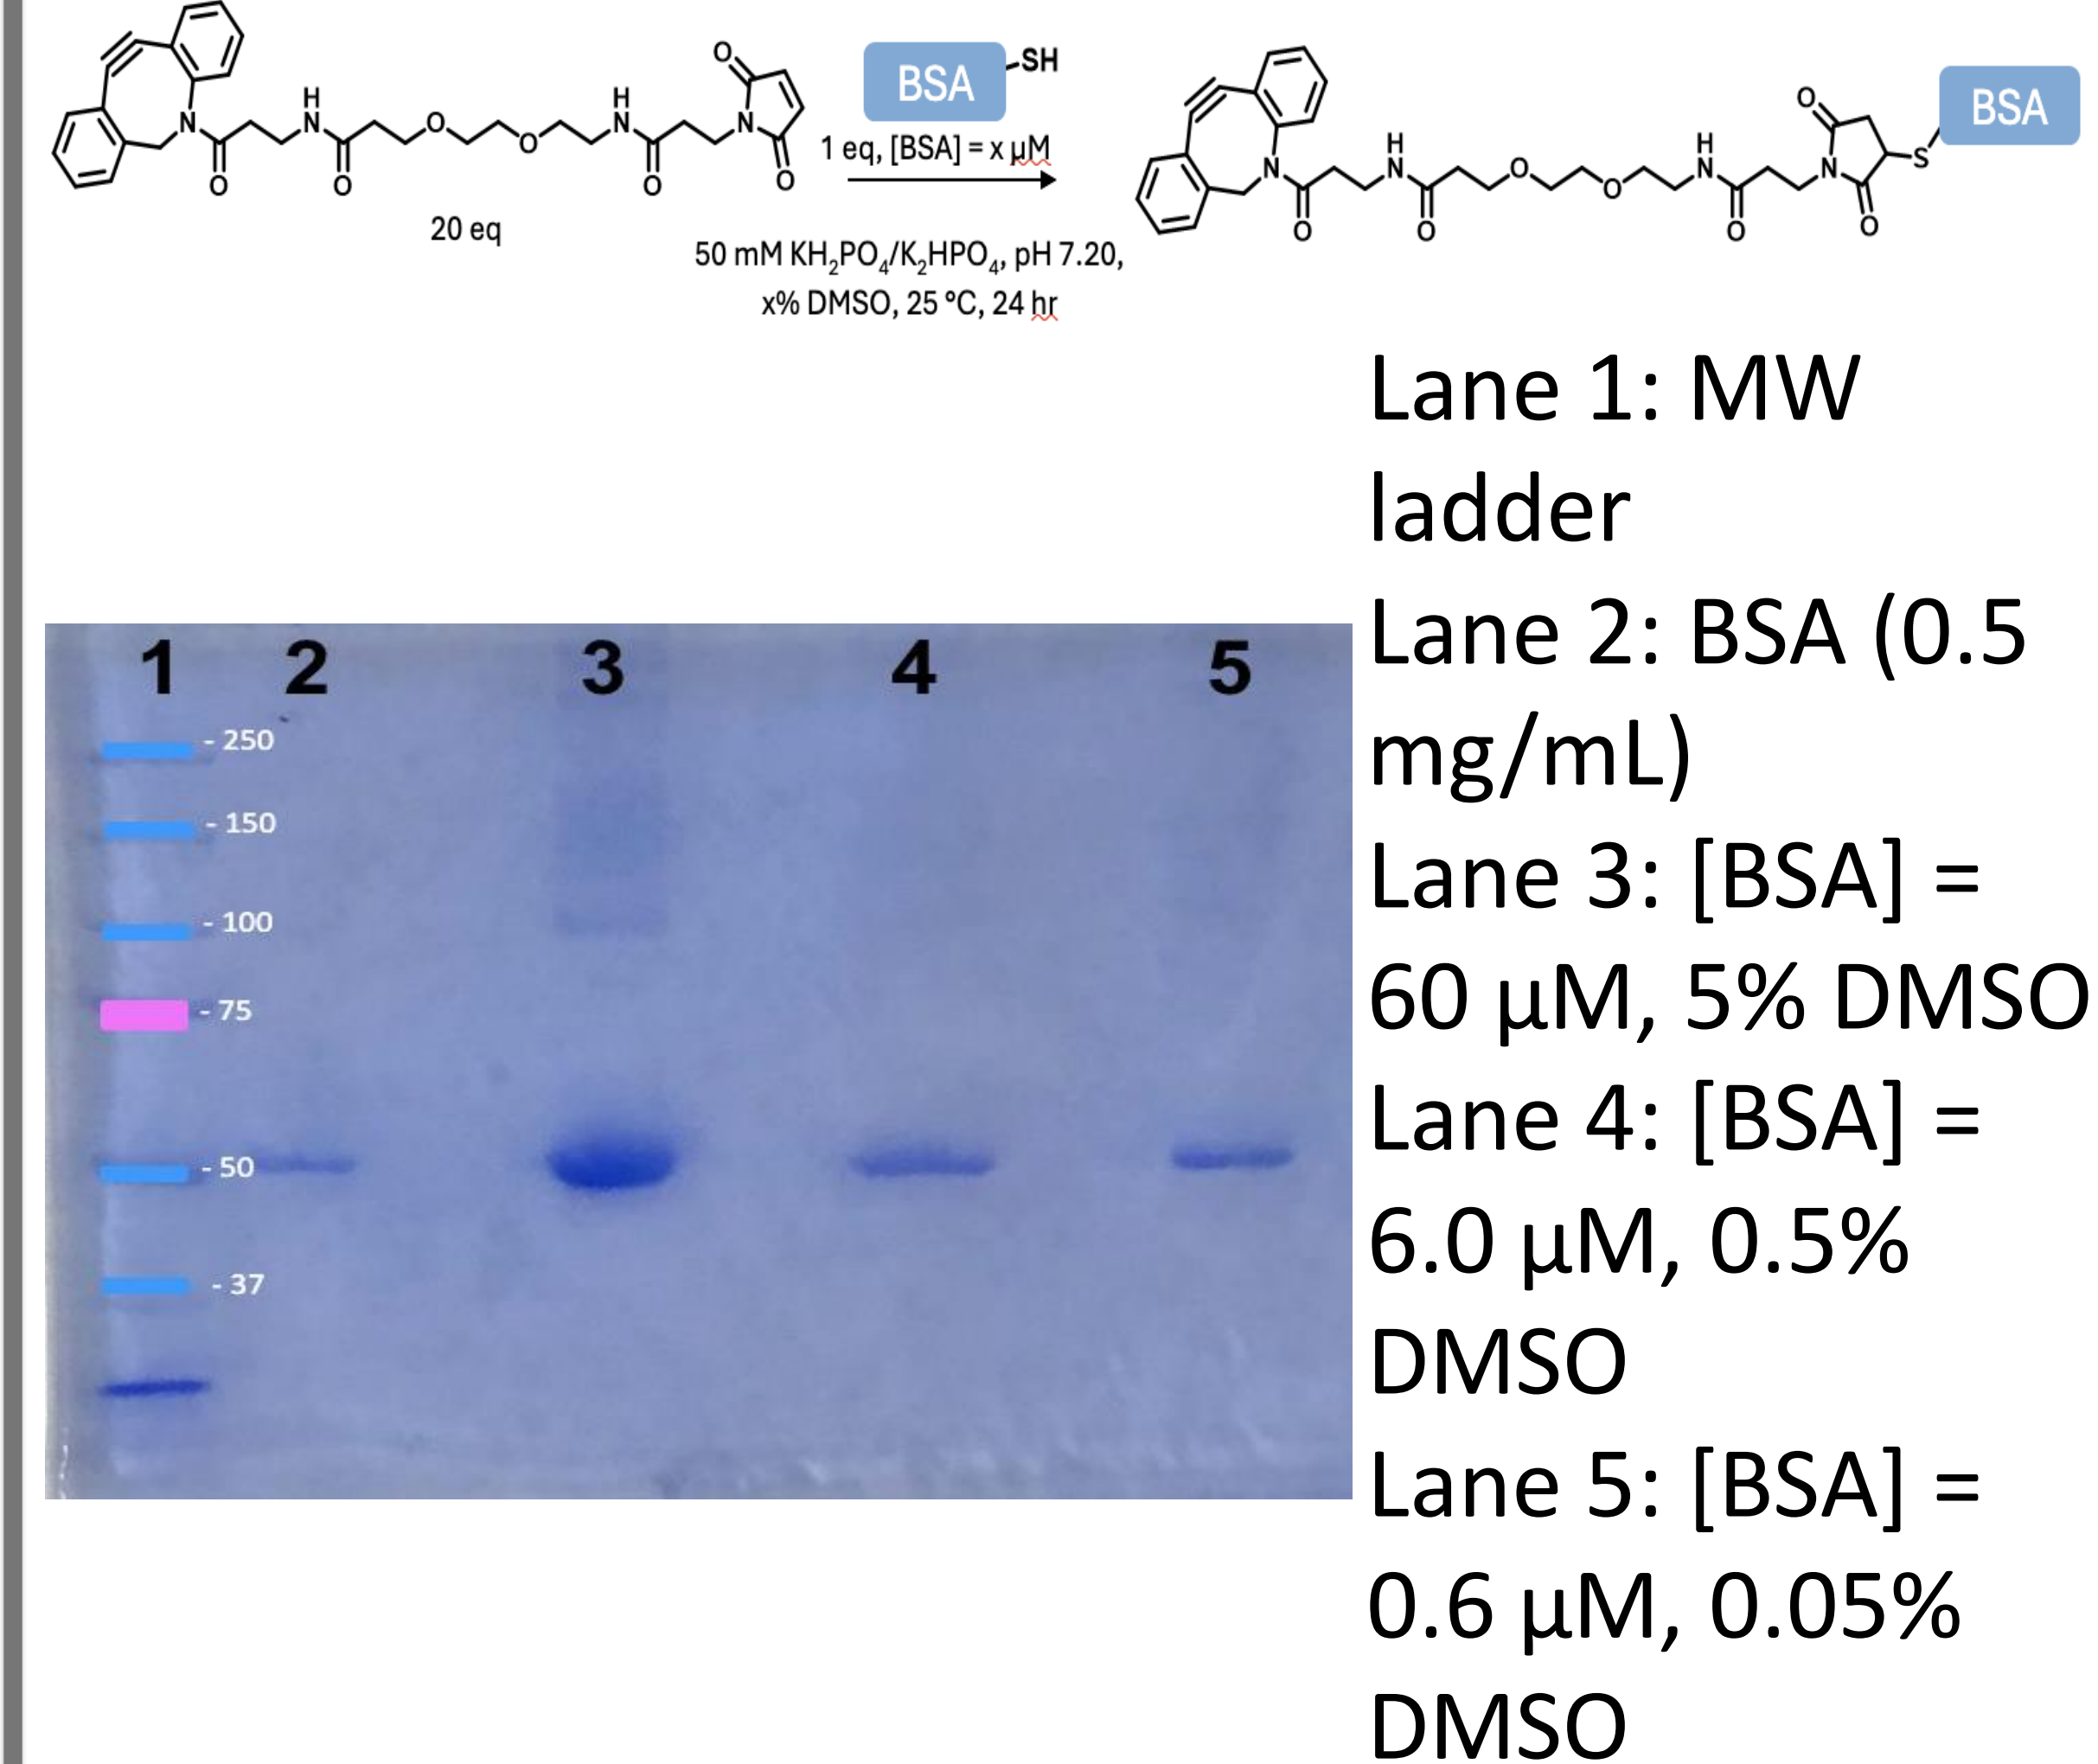 H
N
O
N
O
O
O
O
H
N
O
N
O
O
20 eq
BSA
SH
1 eq, [BSA] = x µM
50 mM KH₂PO₄/K₂HPO₄, pH 7.20,
x% DMSO, 25 °C, 24 hr
N
O
H
N
O
O
O
H
N
O
N
O
O
S
BSA
1 2 3 4 5
- 250
- 150
- 100
- 75
- 50
- 37
Lane 1: MW
ladder
Lane 2: BSA (0.5
mg/mL)
Lane 3: [BSA] =
60 µM, 5% DMSO
Lane 4: [BSA] =
6.0 µM, 0.5%
DMSO
Lane 5: [BSA] =
0.6 µM, 0.05%
DMSO